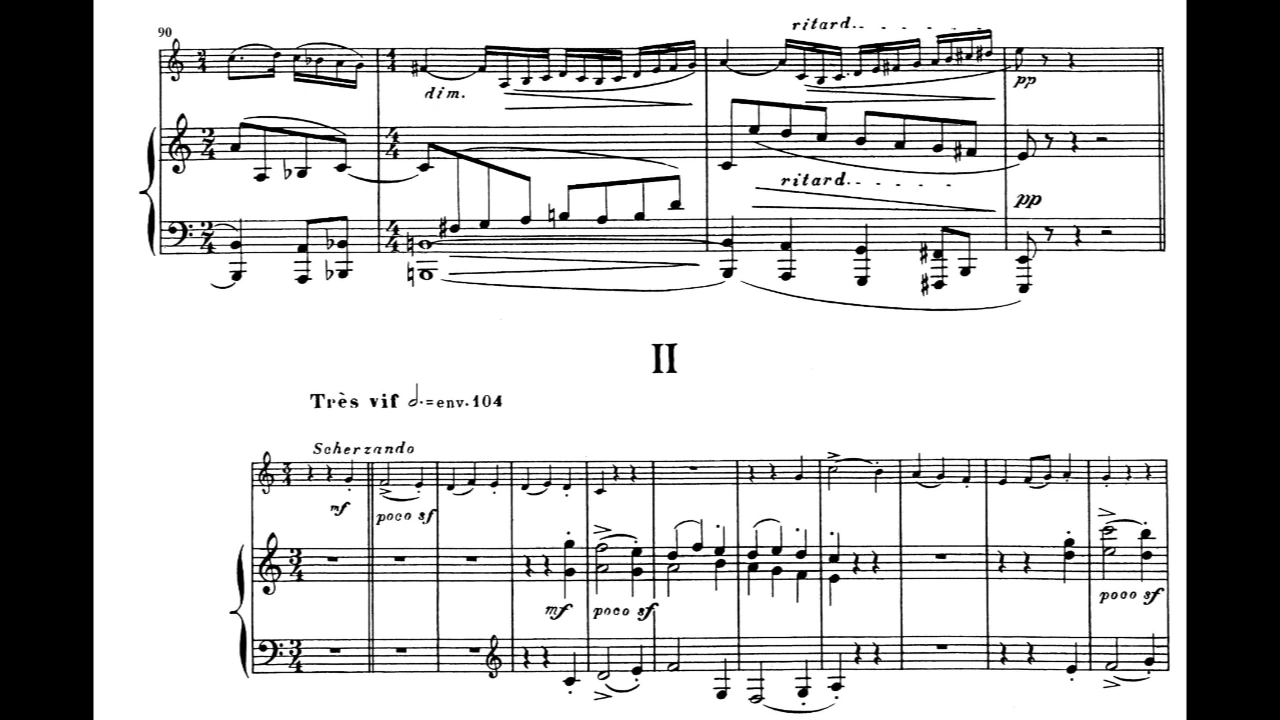 90
ritard.. - - - - -
dim.
pp
ritard.. - - - -
pp
II
Très vif 𝅗𝅥.=env.104
Scherzando
mf
poco sf
mf
poco sf
poco sf